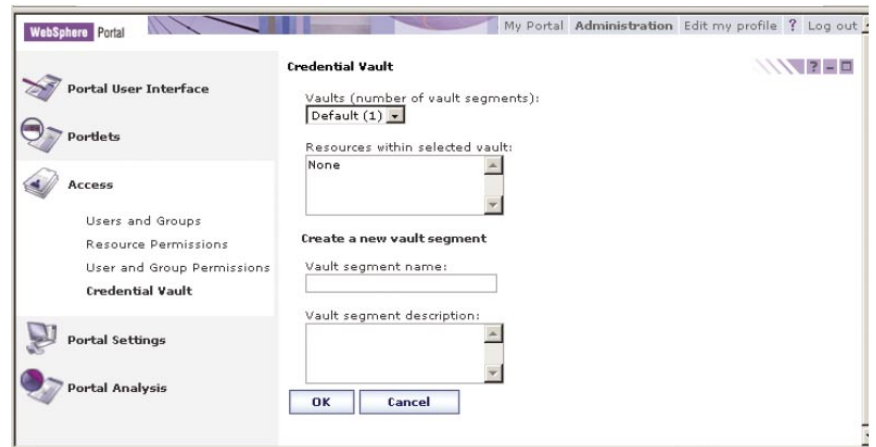 WebSphere Portal
My Portal Administration Edit my profile ? Log out
Portal User Interface
Portlets
Access
Users and Groups
Resource Permissions
User and Group Permissions
Credential Vault
Portal Settings
Portal Analysis
Credential Vault
?
Vaults (number of vault segments):
Default (1)
Resources within selected vault:
None
Create a new vault segment
Vault segment name:
Vault segment description:
OK Cancel